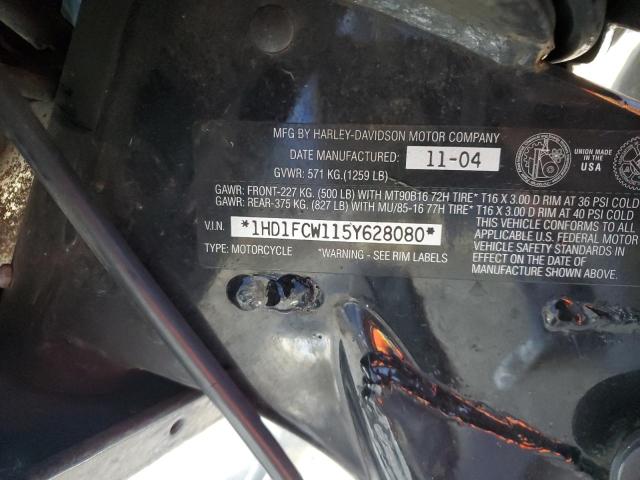 MFG BY HARLEY-DAVIDSON MOTOR COMPANY
DATE MANUFACTURED: 11-04
GVWR: 571 KG.(1259 LB)
UNION MADE IN THE USA
GAWR: FRONT-227 KG. (500 LB) WITH MT90B16 72H TIRE* T16 X 3.00 D RIM AT 36 PSI COLD
GAWR: REAR-375 KG. (827 LB) WITH MU/85-16 77H TIRE* T16 X 3.00 D RIM AT 40 PSI COLD
V.I.N. *1HD1FCW115Y628080*
TYPE: MOTORCYCLE *WARNING - SEE RIM LABELS
THIS VEHICLE CONFORMS TO ALL
APPLICABLE U.S. FEDERAL MOTOR
VEHICLE SAFETY STANDARDS IN
EFFECT ON THE DATE OF
MANUFACTURE SHOWN ABOVE.